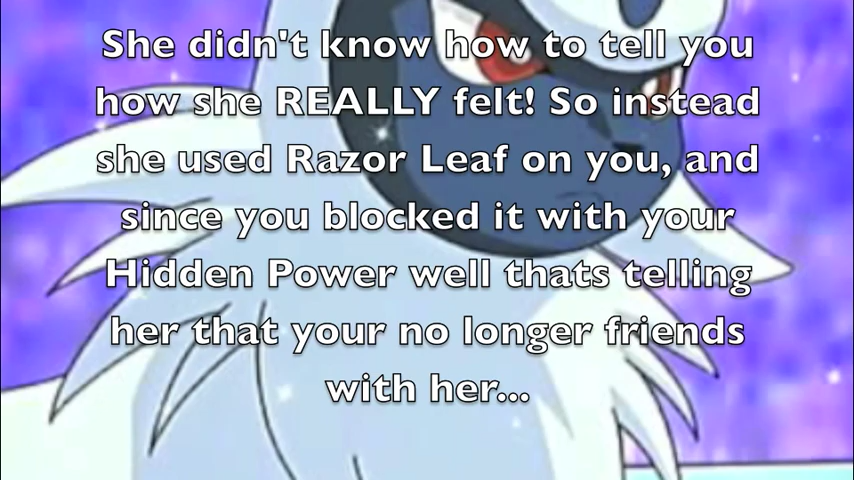 She didn't know how to tell you
how she REALLY felt! So instead
she used Razor Leaf on you, and
since you blocked it with your
Hidden Power well thats telling
her that your no longer friends
with her...